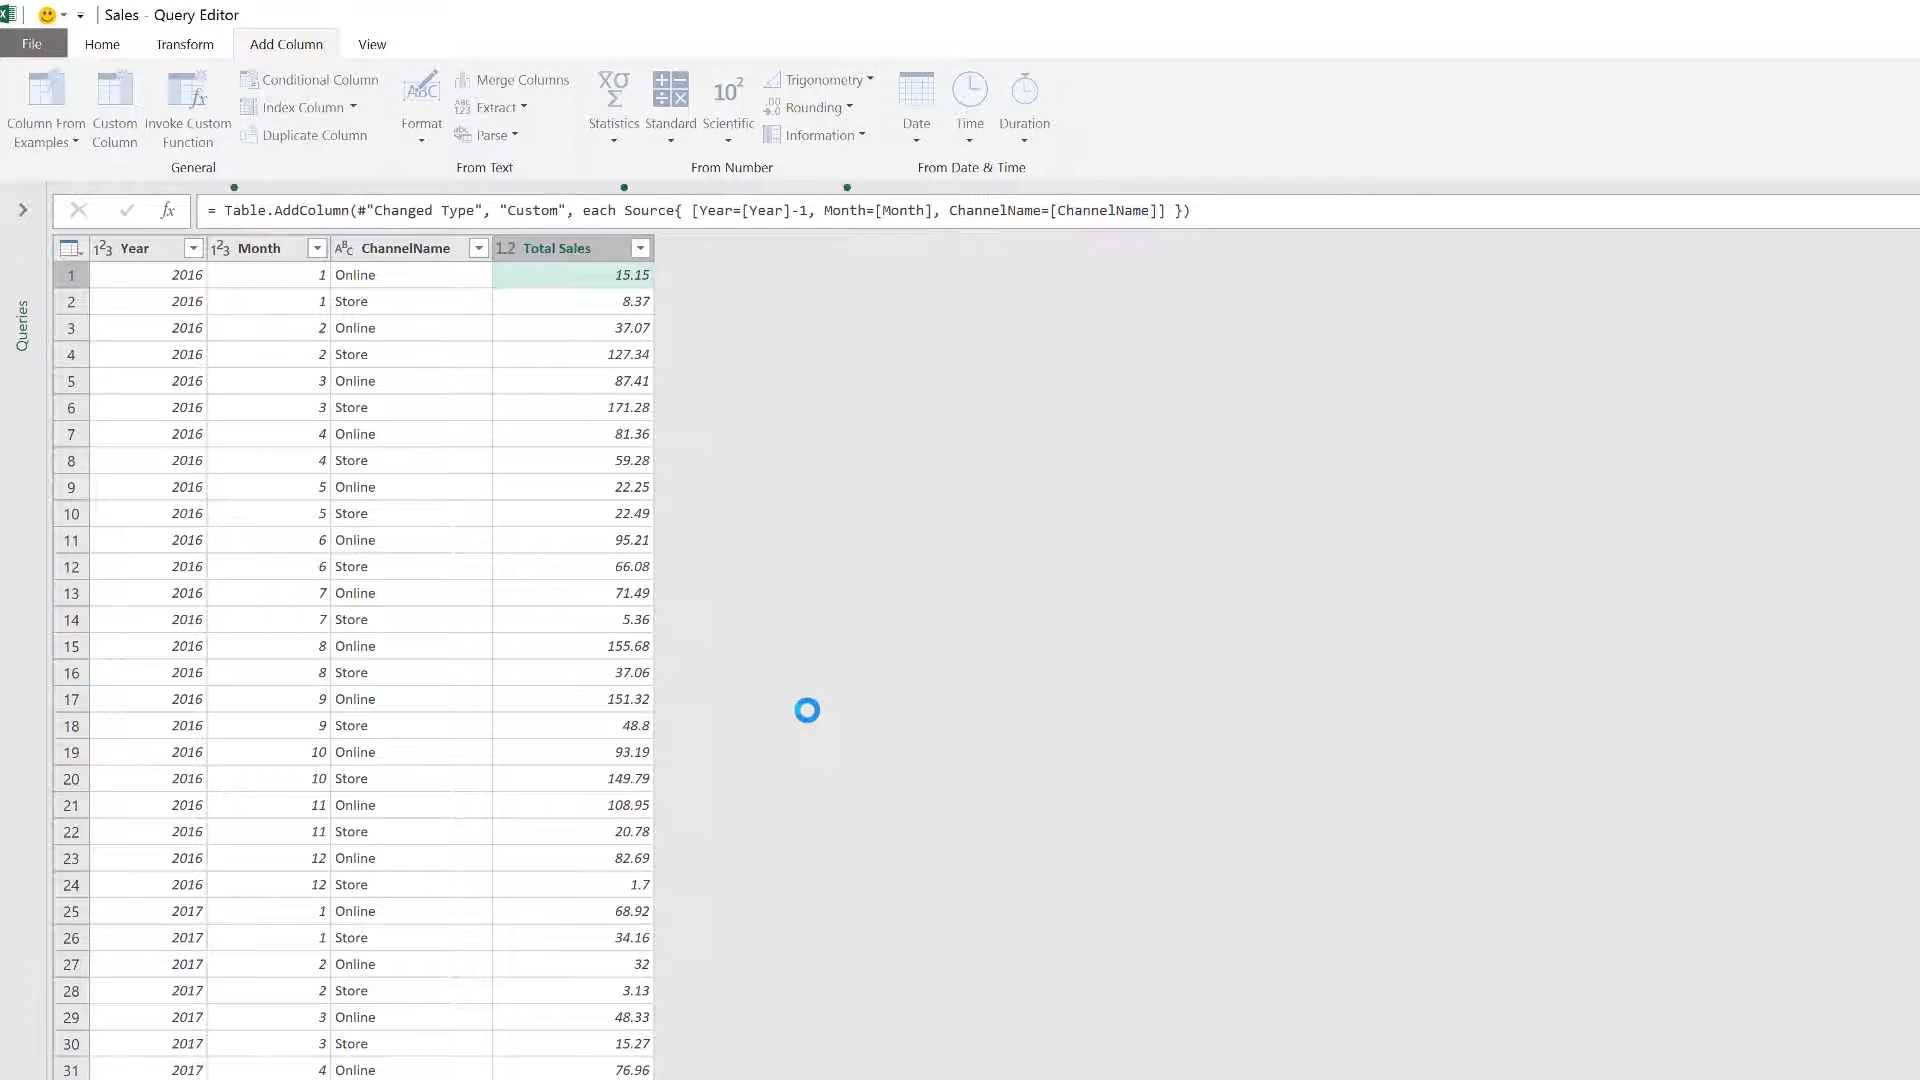 Sales - Query Editor
File Home Transform Add Column View
Column From Examples
Custom Column
Invoke Custom Function
Conditional Column
Index Column
Duplicate Column
General
Format
Merge Columns
Extract
Parse
From Text
Statistics
Standard
Scientific
Trigonometry
Rounding
Information
From Number
Date
Time
Duration
From Date & Time
= Table.AddColumn(#"Changed Type", "Custom", each Source{ [Year=[Year]-1, Month=[Month], ChannelName=[ChannelName]] })
Queries
Year Month ChannelName 1.2 Total Sales
1 2016 1 Online 15.15
2 2016 1 Store 8.37
3 2016 2 Online 37.07
4 2016 2 Store 127.34
5 2016 3 Online 87.41
6 2016 3 Store 171.28
7 2016 4 Online 81.36
8 2016 4 Store 59.28
9 2016 5 Online 22.25
10 2016 5 Store 22.49
11 2016 6 Online 95.21
12 2016 6 Store 66.08
13 2016 7 Online 71.49
14 2016 7 Store 5.36
15 2016 8 Online 155.68
16 2016 8 Store 37.06
17 2016 9 Online 151.32
18 2016 9 Store 48.8
19 2016 10 Online 93.19
20 2016 10 Store 149.79
21 2016 11 Online 108.95
22 2016 11 Store 20.78
23 2016 12 Online 82.69
24 2016 12 Store 1.7
25 2017 1 Online 68.92
26 2017 1 Store 34.16
27 2017 2 Online 32
28 2017 2 Store 3.13
29 2017 3 Online 48.33
30 2017 3 Store 15.27
31 2017 4 Online 76.96